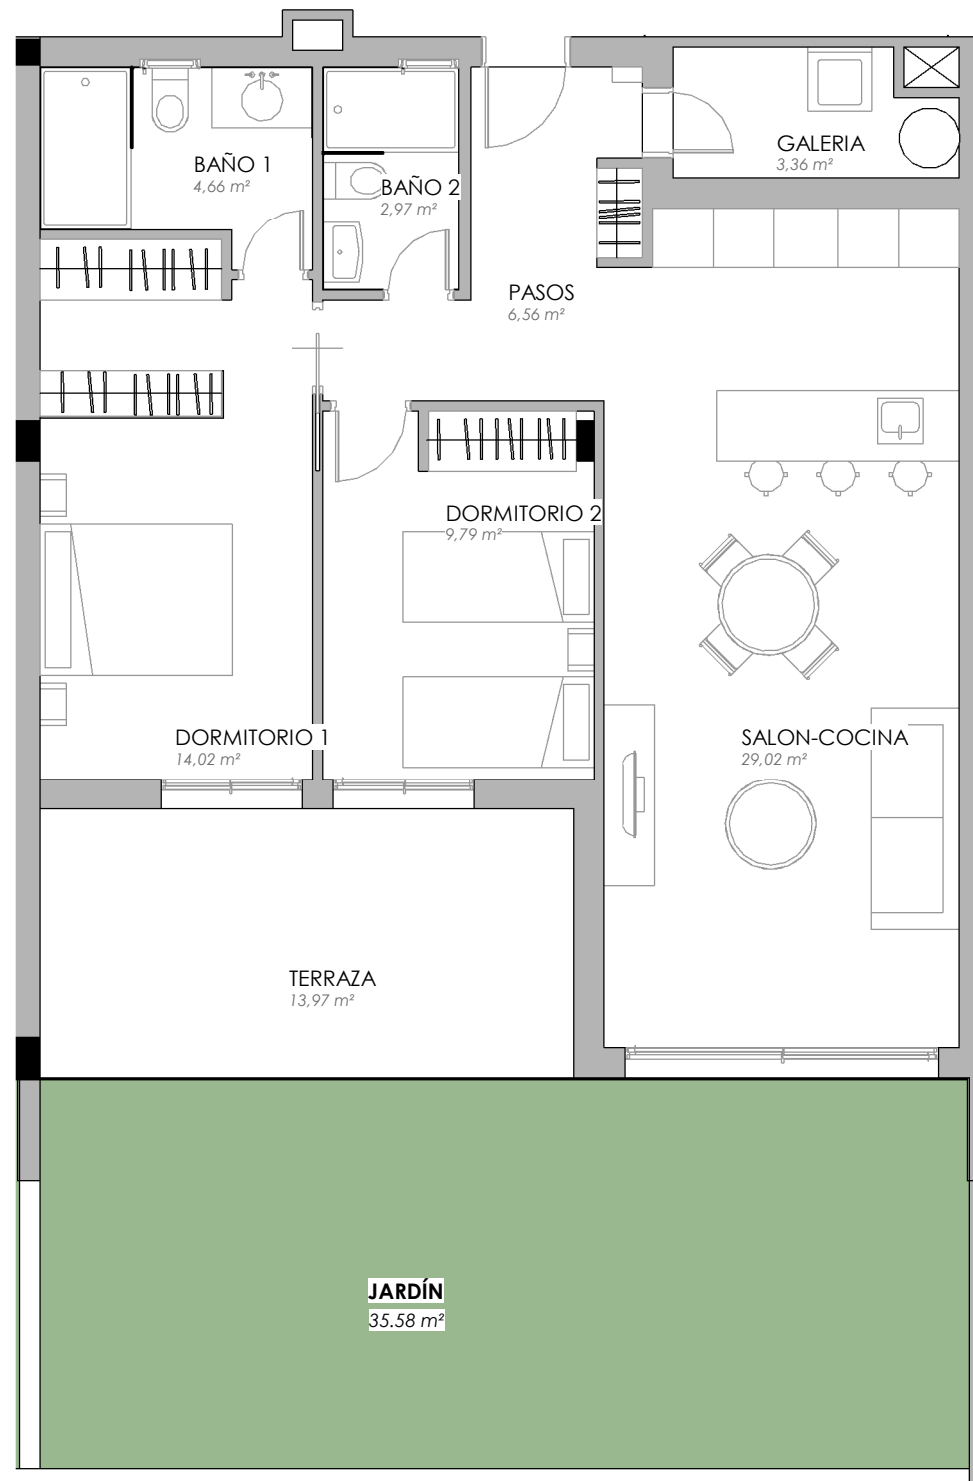 BAÑO 1
4,66 m²
BAÑO 2
2,97 m²
GALERIA
3,36 m²
PASOS
6,56 m²
DORMITORIO 2
9,79 m²
DORMITORIO 1
14,02 m²
SALON-COCINA
29,02 m²
TERRAZA
13,97 m²
JARDÍN
35.58 m²